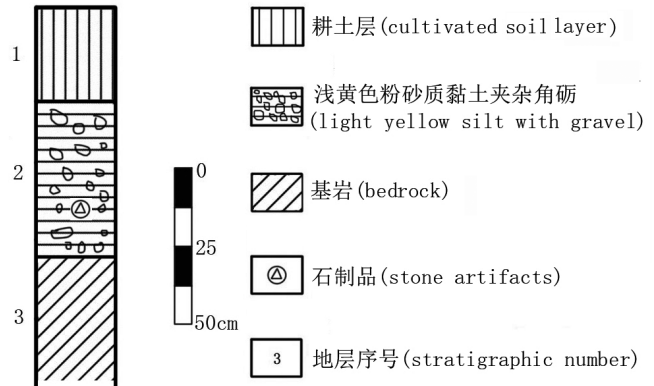 1
2
3
0
25
50cm
耕土层(cultivated soil layer)
浅黄色粉砂质黏土夹杂角砺
(light yellow silt with gravel)
基岩(bedrock)
石制品(stone artifacts)
3 地层序号(stratigraphic number)